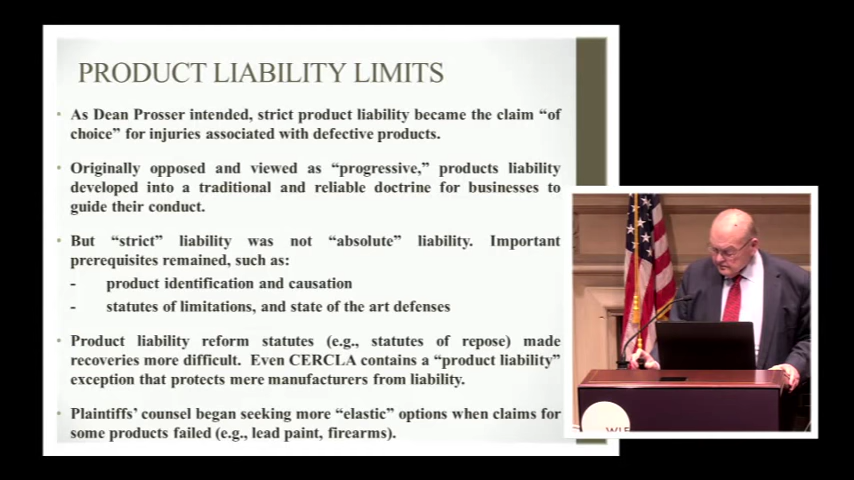 PRODUCT LIABILITY LIMITS
• As Dean Prosser intended, strict product liability became the claim “of
choice” for injuries associated with defective products.
• Originally opposed and viewed as “progressive,” products liability
developed into a traditional and reliable doctrine for businesses to
guide their conduct.
• But “strict” liability was not “absolute” liability. Important
prerequisites remained, such as:
- product identification and causation
- statutes of limitations, and state of the art defenses
• Product liability reform statutes (e.g., statutes of repose) made
recoveries more difficult. Even CERCLA contains a “product liability”
exception that protects mere manufacturers from liability.
• Plaintiffs’ counsel began seeking more “elastic” options when claims for
some products failed (e.g., lead paint, firearms).